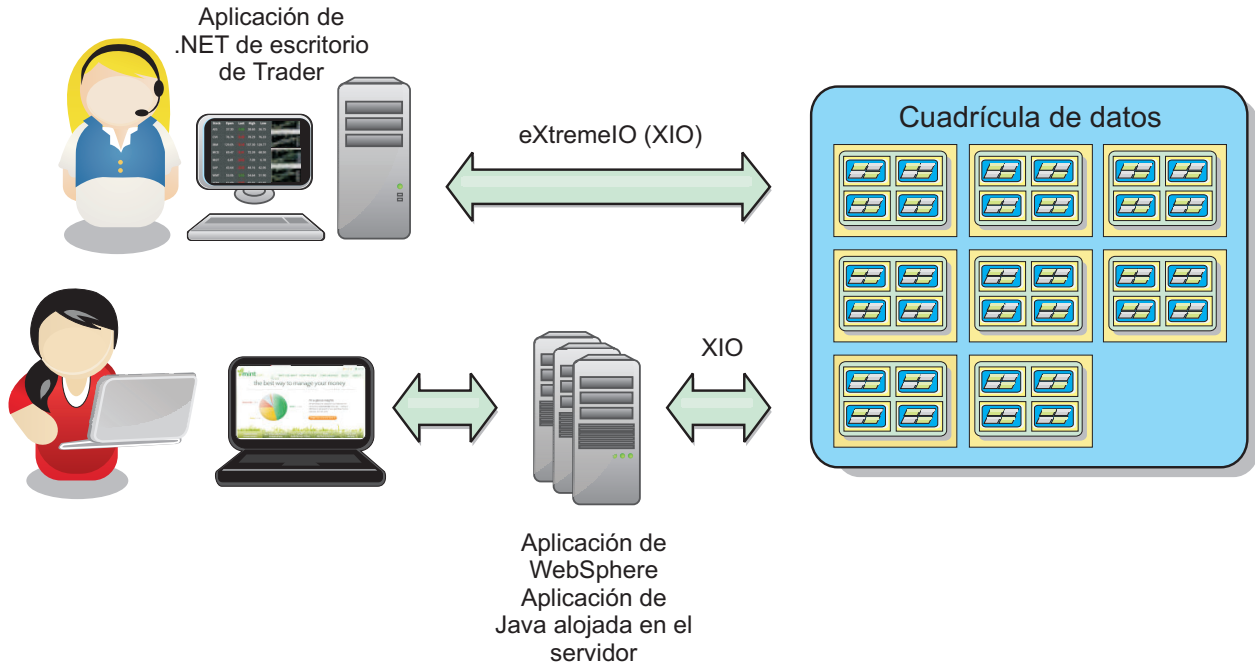 Aplicación de
.NET de escritorio
de Trader
eXtremeIO (XIO)
Cuadrícula de datos
XIO
the best way to manage your money
Aplicación de
WebSphere
Aplicación de
Java alojada en el
servidor